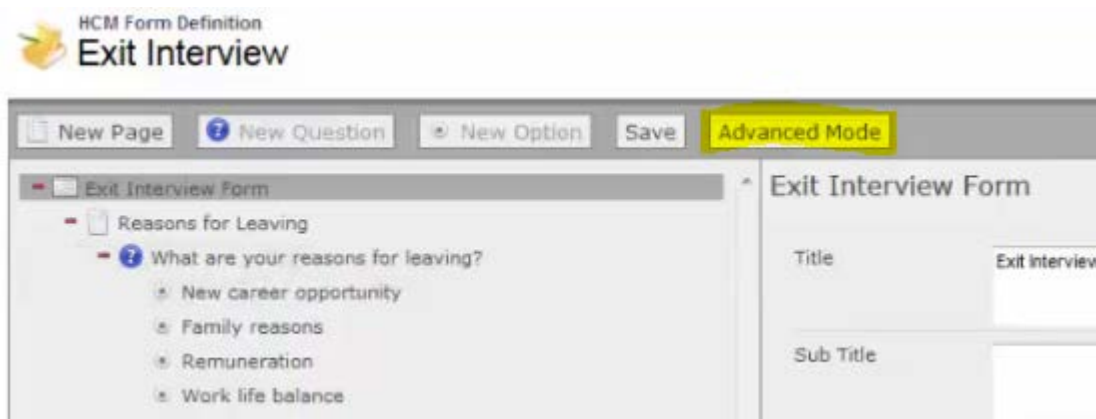 HCM Form Definition
Exit Interview
New Page New Question New Option Save Advanced Mode
Exit Interview Form
Reasons for Leaving
What are your reasons for leaving?
New career opportunity
Family reasons
Remuneration
Work life balance
Exit Interview Form
Title Exit Interview
Sub Title